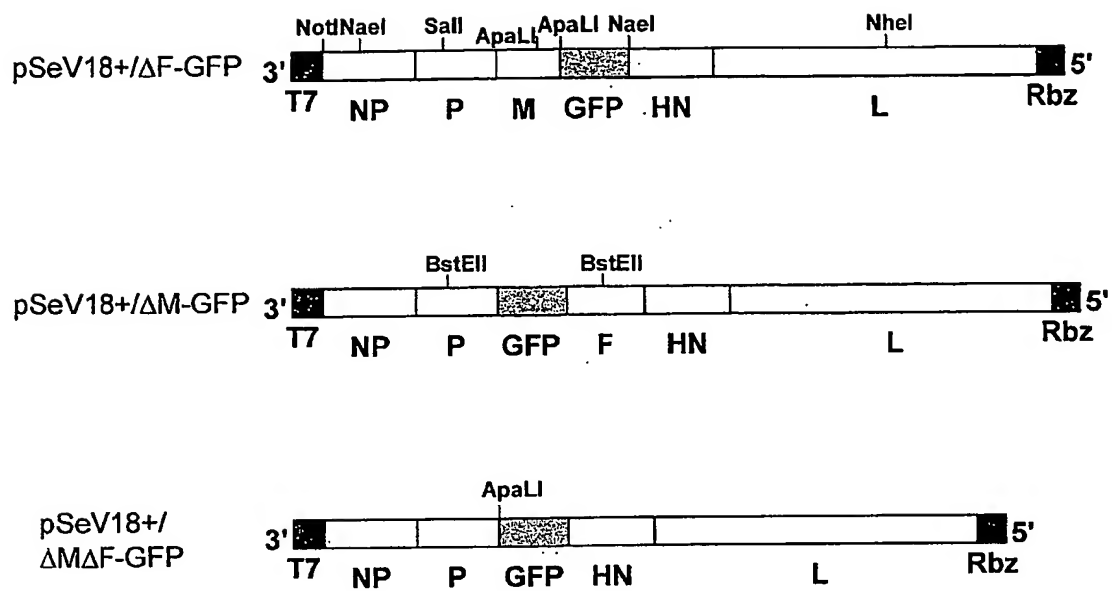 NotI NaeI SalI ApaLI ApaLI NaeI NheI
pSeV18+/ΔF-GFP 3' 5'
T7 NP P M GFP HN L Rbz
BstEII BstEII
pSeV18+/ΔM-GFP 3' 5'
T7 NP P GFP F HN L Rbz
ApaLI
pSeV18+/
ΔMΔF-GFP
3' 5'
T7 NP P GFP HN L Rbz